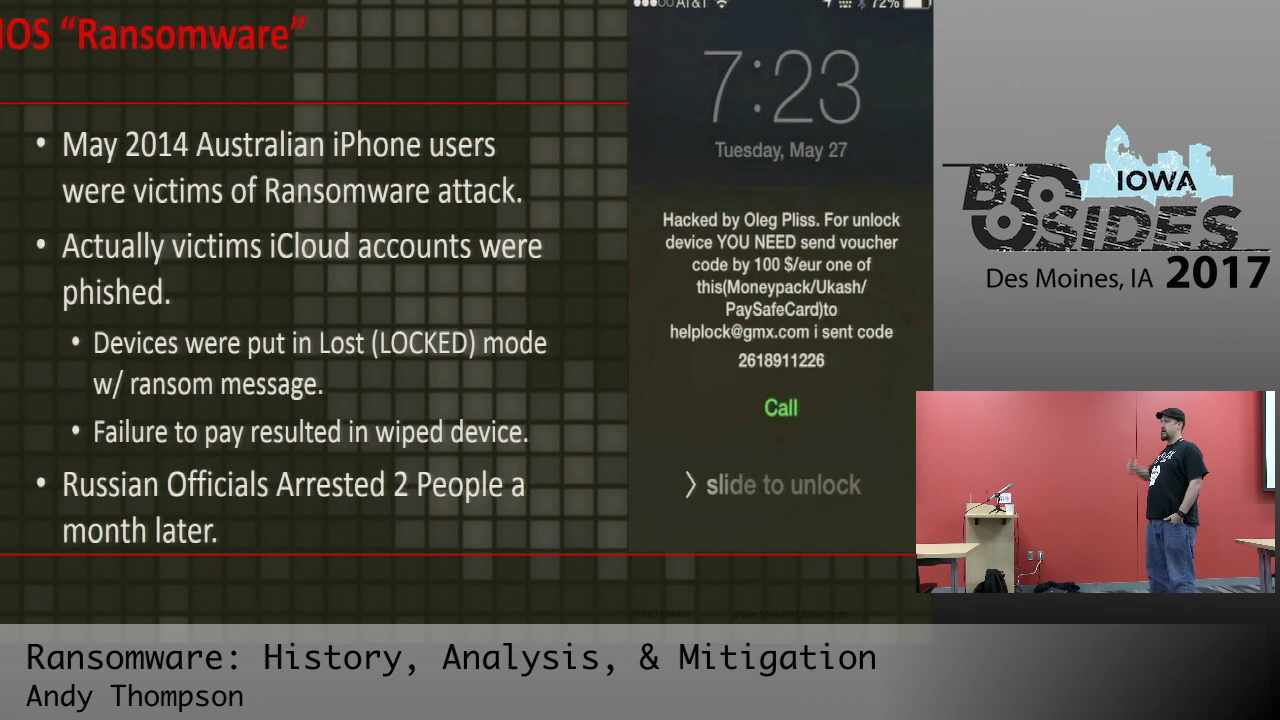 IOS “Ransomware”
• May 2014 Australian iPhone users
were victims of Ransomware attack.
• Actually victims iCloud accounts were
phished.
• Devices were put in Lost (LOCKED) mode
w/ ransom message.
• Failure to pay resulted in wiped device.
• Russian Officials Arrested 2 People a
month later.
AT&T 72%
7:23
Tuesday, May 27
Hacked by Oleg Pliss. For unlock
device YOU NEED send voucher
code by 100 $/eur one of
this(Moneypack/Ukash/
PaySafeCard)to
helplock@gmx.com i sent code
2618911226
Call
slide to unlock
IOWA
BSIDES
Des Moines, IA 2017
Ransomware: History, Analysis, & Mitigation
Andy Thompson